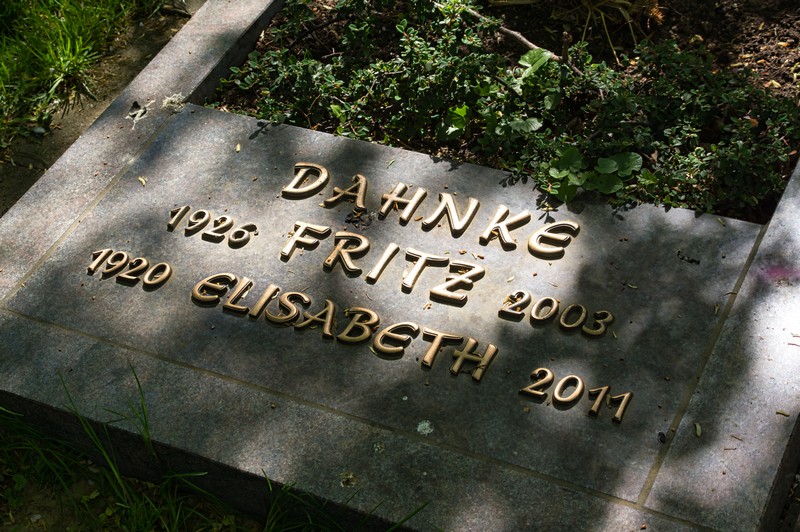 DAHNKE
1926 FRITZ 2003
1920 ELISABETH 2011